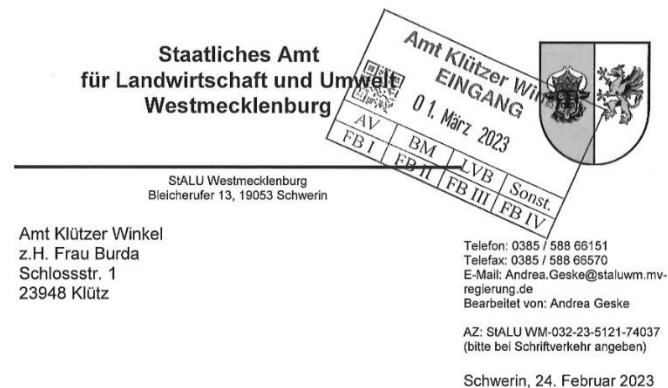 Staatliches Amt
für Landwirtschaft und Umwelt
Westmecklenburg
Amt Klützer Winkel
EINGANG
01. März 2023
AV BM LVB Sonst.
FB I FB II FB III FB IV
StALU Westmecklenburg
Bleicherufer 13, 19053 Schwerin
Amt Klützer Winkel
z.H. Frau Burda
Schlossstr. 1
23948 Klütz
Telefon: 0385 / 588 66151
Telefax: 0385 / 588 66570
E-Mail: Andrea.Geske@staluwm.mv-
regierung.de
Bearbeitet von: Andrea Geske
AZ: StALU WM-032-23-5121-74037
(bitte bei Schriftverkehr angeben)
Schwerin, 24. Februar 2023